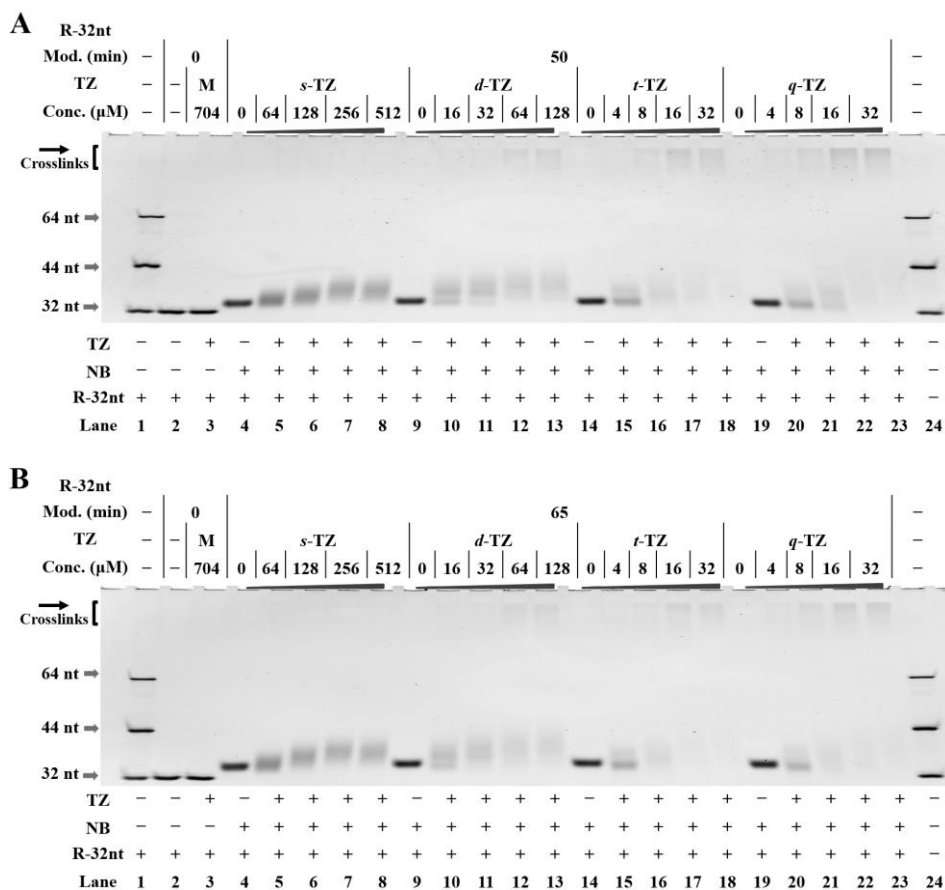 A
R-32nt
Mod. (min) – 0 50 –
TZ – – M s-TZ d-TZ t-TZ q-TZ –
Conc. (μM) – – 704 0 64 128 256 512 0 16 32 64 128 0 4 8 16 32 0 4 8 16 32 –
Crosslinks
64 nt
44 nt
32 nt
TZ – – + – + + + + – + + + + – + + + + – + + + + –
NB – – – + + + + + + + + + + + + + + + + + + + + –
R-32nt + + + + + + + + + + + + + + + + + + + + + + + –
Lane 1 2 3 4 5 6 7 8 9 10 11 12 13 14 15 16 17 18 19 20 21 22 23 24
B
R-32nt
Mod. (min) – 0 65 –
TZ – – M s-TZ d-TZ t-TZ q-TZ –
Conc. (μM) – – 704 0 64 128 256 512 0 16 32 64 128 0 4 8 16 32 0 4 8 16 32 –
Crosslinks
64 nt
44 nt
32 nt
TZ – – + – + + + + – + + + + – + + + + – + + + + –
NB – – – + + + + + + + + + + + + + + + + + + + + –
R-32nt + + + + + + + + + + + + + + + + + + + + + + + –
Lane 1 2 3 4 5 6 7 8 9 10 11 12 13 14 15 16 17 18 19 20 21 22 23 24